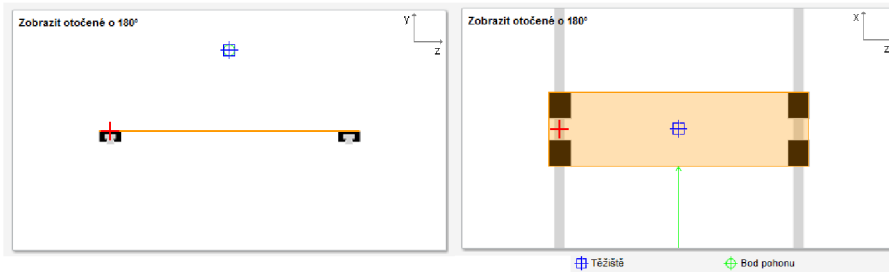 Zobrazit otočené o 180°
y
z
Zobrazit otočené o 180°
x
z
Těžiště
Bod pohonu